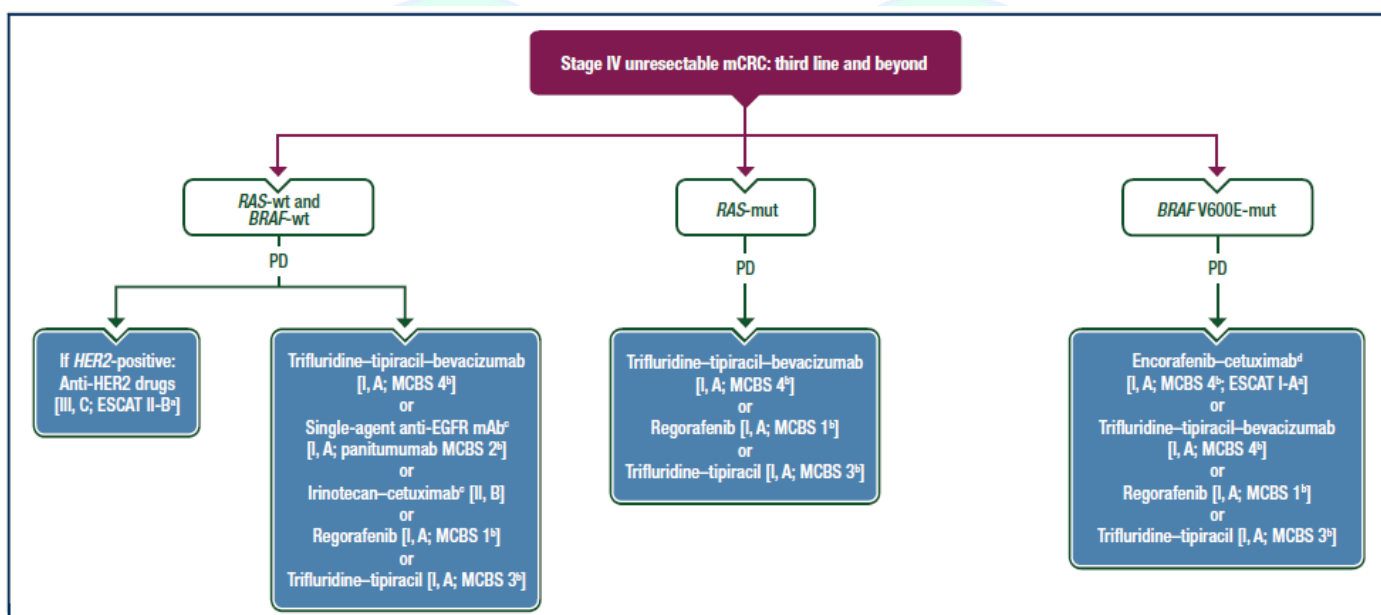 Stage IV unresectable mCRC: third line and beyond
RAS-wt and
BRAF-wt
RAS-mut
BRAF V600E-mut
PD
PD
PD
If HER2-positive:
Anti-HER2 drugs
[III, C; ESCAT II-Bᵃ]
Trifluridine–tipiracil–bevacizumab
[I, A; MCBS 4ᵇ]
or
Single-agent anti-EGFR mAbᶜ
[I, A; panitumumab MCBS 2ᵇ]
or
Irinotecan–cetuximabᶜ [II, B]
or
Regorafenib [I, A; MCBS 1ᵇ]
or
Trifluridine–tipiracil [I, A; MCBS 3ᵇ]
Trifluridine–tipiracil–bevacizumab
[I, A; MCBS 4ᵇ]
or
Regorafenib [I, A; MCBS 1ᵇ]
or
Trifluridine–tipiracil [I, A; MCBS 3ᵇ]
Encorafenib–cetuximabᵈ
[I, A; MCBS 4ᵇ; ESCAT I-Aᵃ]
or
Trifluridine–tipiracil–bevacizumab
[I, A; MCBS 4ᵇ]
or
Regorafenib [I, A; MCBS 1ᵇ]
or
Trifluridine–tipiracil [I, A; MCBS 3ᵇ]